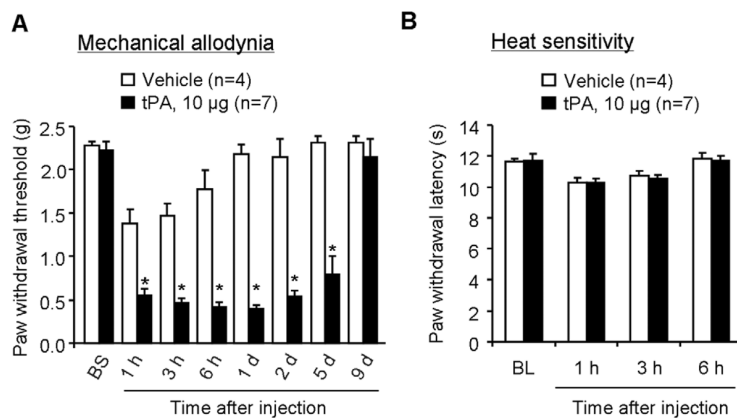 A
Mechanical allodynia
Vehicle (n=4)
tPA, 10 µg (n=7)
Paw withdrawal threshold (g)
2.5
2.0
1.5
1.0
0.5
0.0
* * * * * *
BS 1 h 3 h 6 h 1 d 2 d 5 d 9 d
Time after injection
B
Heat sensitivity
Vehicle (n=4)
tPA, 10 µg (n=7)
Paw withdrawal latency (s)
14
12
10
8
6
4
2
0
BL 1 h 3 h 6 h
Time after injection